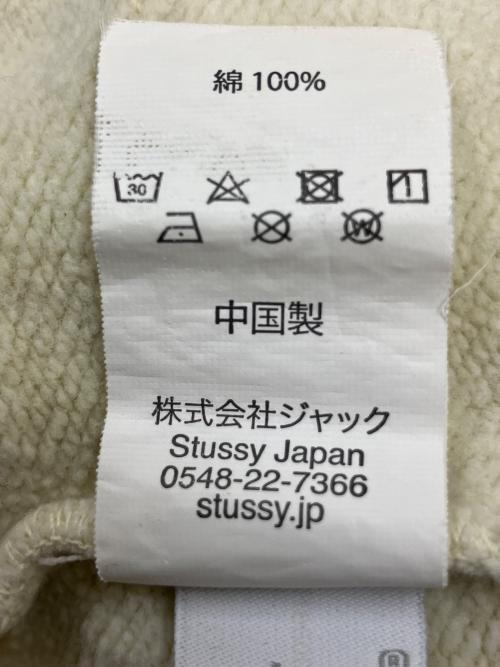 綿 100%
30
W
中国製
株式会社ジャック
Stussy Japan
0548-22-7366
stussy.jp
®